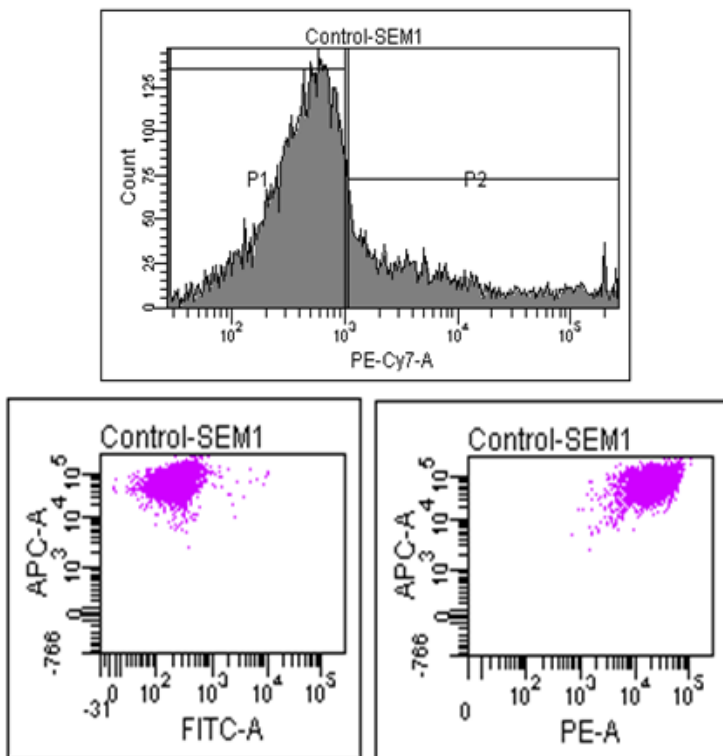 Control-SEM1
Count
0 25 50 75 100 125
P1 P2
10² 10³ 10⁴ 10⁵
PE-Cy7-A
Control-SEM1
APC-A
-766 0 10³ 10⁴ 10⁵
-31 0 10² 10³ 10⁴ 10⁵
FITC-A
Control-SEM1
APC-A
-766 0 10³ 10⁴ 10⁵
0 10² 10³ 10⁴ 10⁵
PE-A